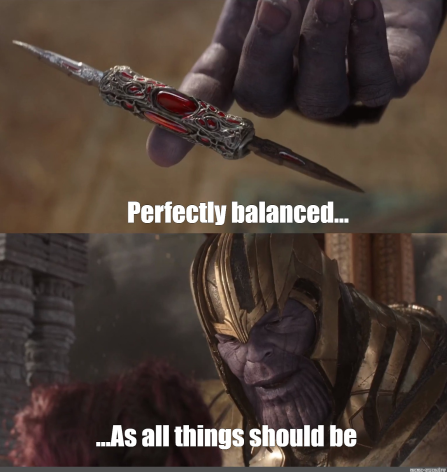 Perfectly balanced...
...As all things should be